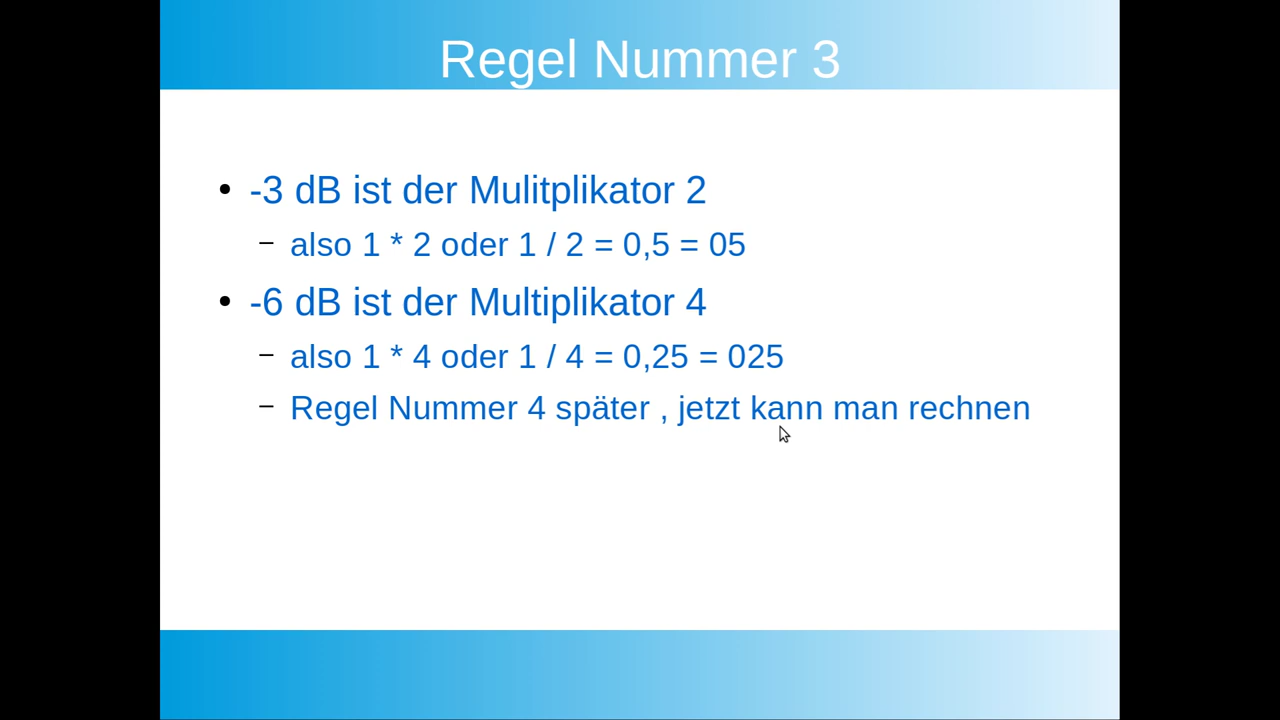 Regel Nummer 3
● -3 dB ist der Mulitplikator 2
– also 1 * 2 oder 1 / 2 = 0,5 = 05
● -6 dB ist der Multiplikator 4
– also 1 * 4 oder 1 / 4 = 0,25 = 025
– Regel Nummer 4 später , jetzt kann man rechnen